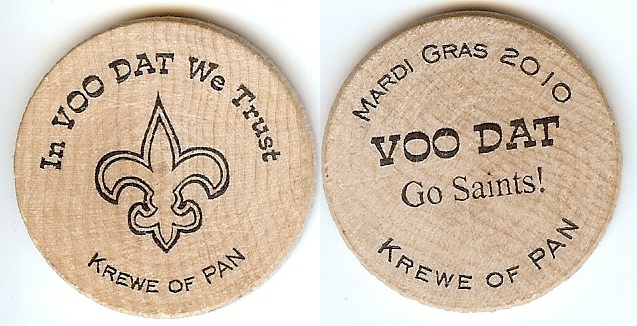 In VOO DAT We Trust
KREWE OF PAN
MARDI GRAS 2010
VOO DAT
Go Saints!
KREWE OF PAN